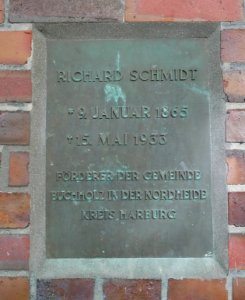 RICHARD SCHMIDT
* 9. JANUAR 1865
† 15. MAI 1933
FÖRDERER DER GEMEINDE
BUCHHOLZ IN DER NORDHEIDE
KREIS HARBURG